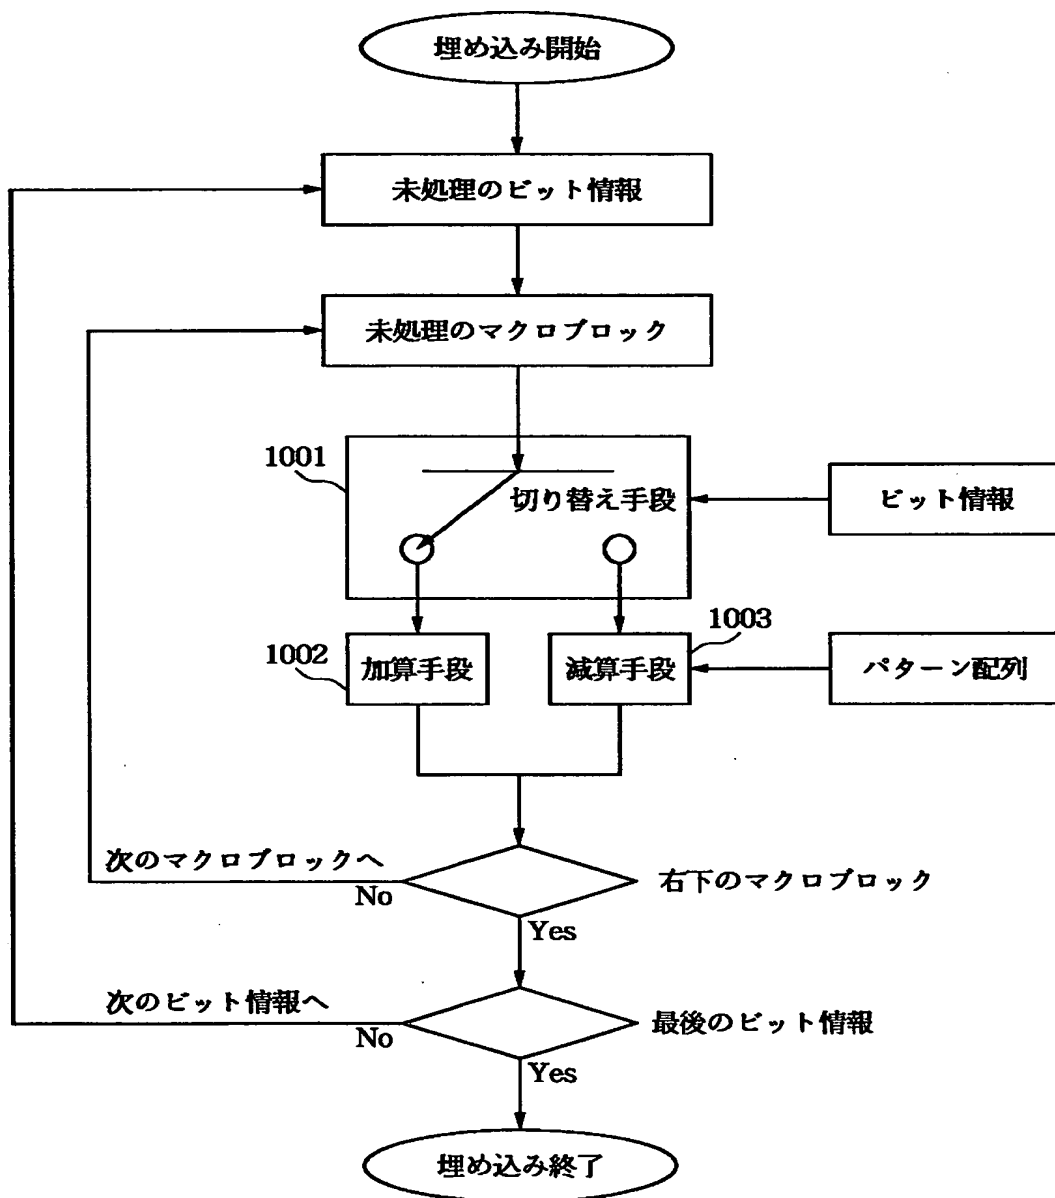 埋め込み開始
未処理のビット情報
未処理のマクロブロック
1001
切り替え手段
ビット情報
1002
加算手段
減算手段
1003
パターン配列
次のマクロブロックへ
No
右下のマクロブロック
Yes
次のビット情報へ
No
最後のビット情報
Yes
埋め込み終了